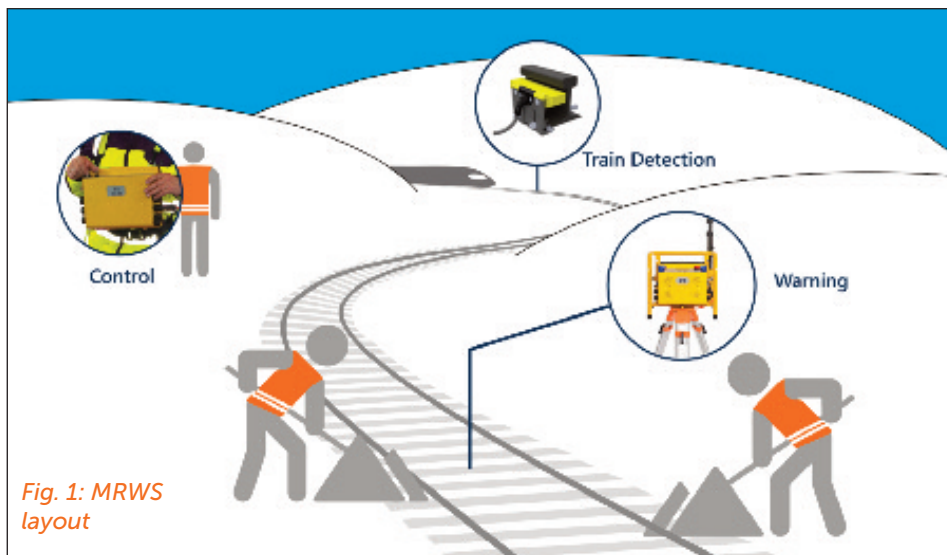 Train Detection
Control
Warning
Fig. 1: MRWS
layout